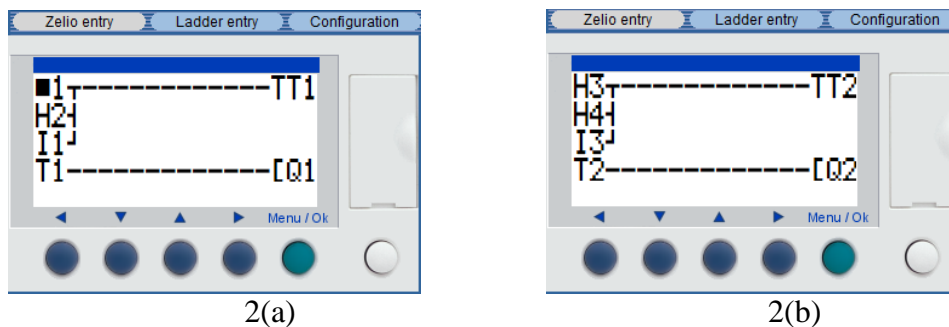 Zelio entry Ladder entry Configuration
1 TT1
H2
I1
T1 [Q1
Menu / Ok
2(a)
Zelio entry Ladder entry Configuration
H3 TT2
H4
I3
T2 [Q2
Menu / Ok
2(b)